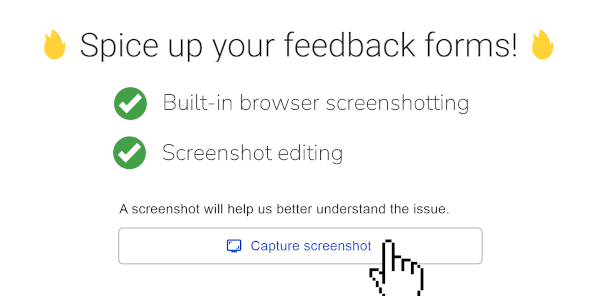 Spice up your feedback forms!
Built-in browser screenshotting
Screenshot editing
A screenshot will help us better understand the issue.
Capture screenshot